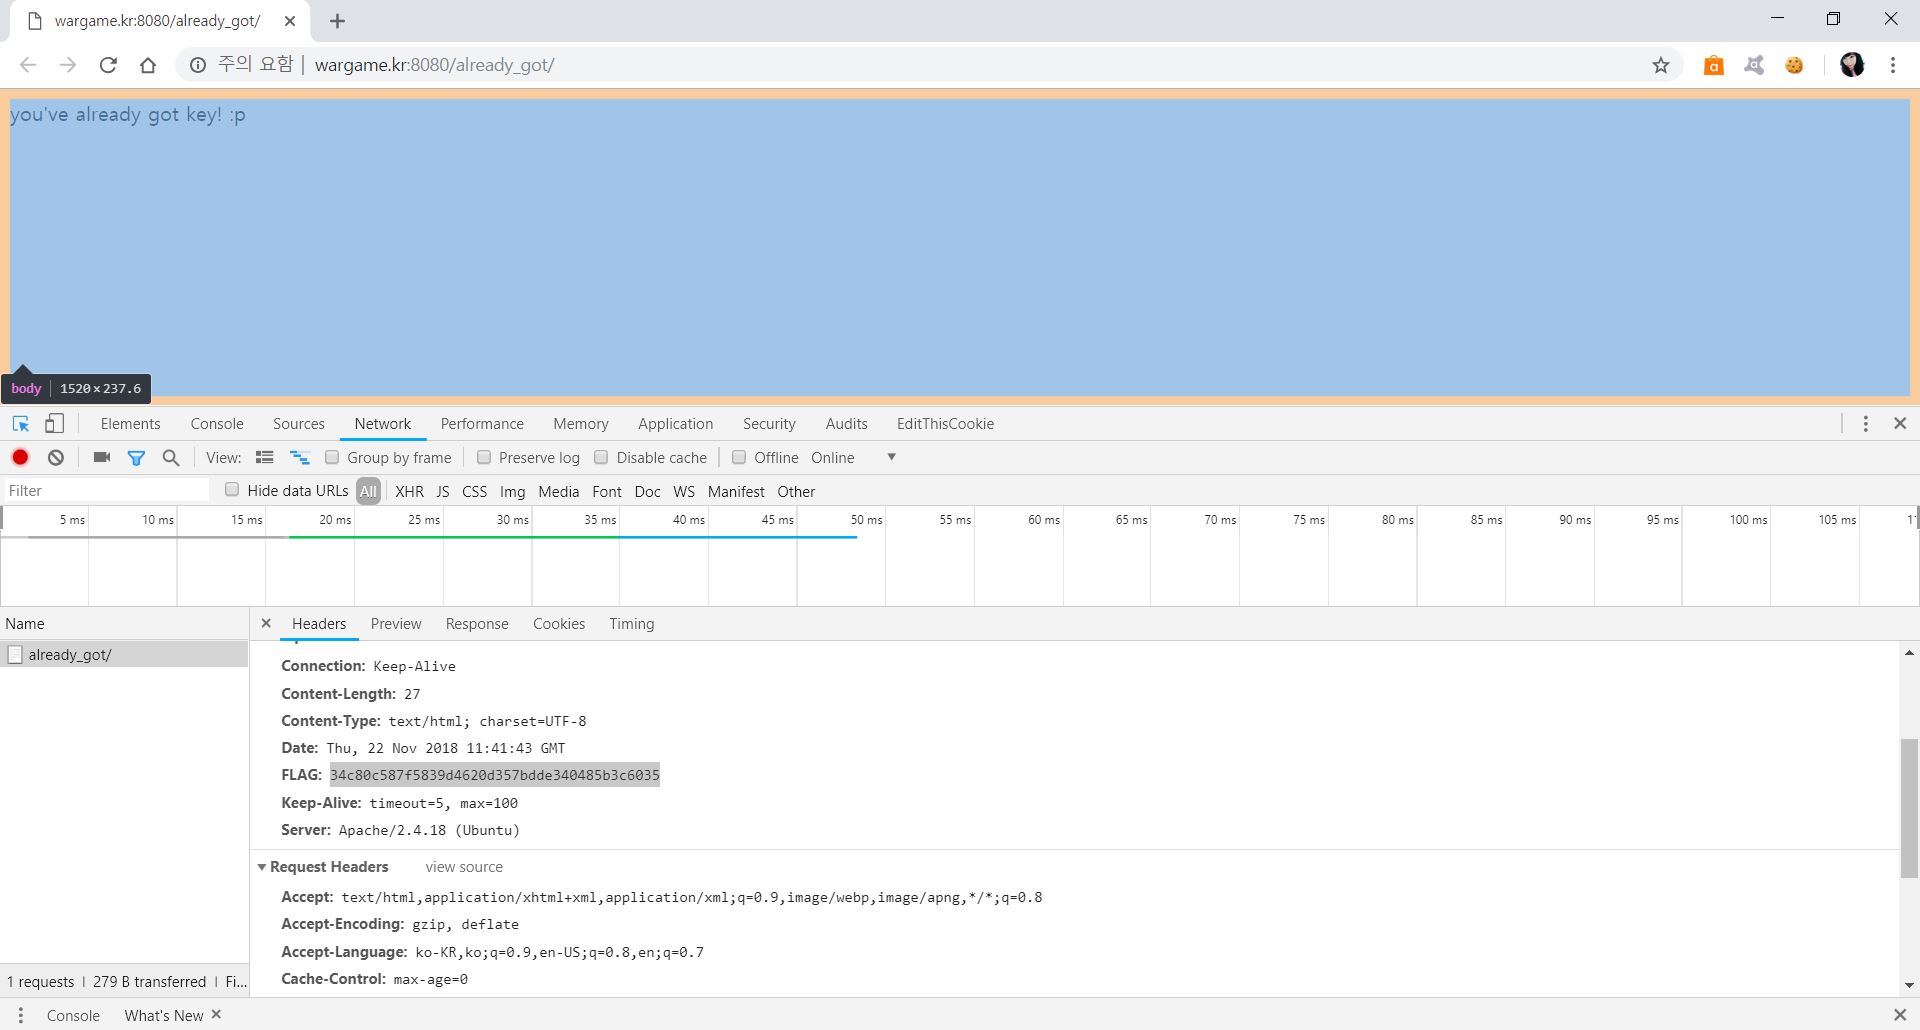 wargame.kr:8080/already_got/
주의 요함 | wargame.kr:8080/already_got/
you've already got key! :p
body 1520×237.6
Elements Console Sources Network Performance Memory Application Security Audits EditThisCookie
View: Group by frame Preserve log Disable cache Offline Online
Filter Hide data URLs All XHR JS CSS Img Media Font Doc WS Manifest Other
5 ms 10 ms 15 ms 20 ms 25 ms 30 ms 35 ms 40 ms 45 ms 50 ms 55 ms 60 ms 65 ms 70 ms 75 ms 80 ms 85 ms 90 ms 95 ms 100 ms 105 ms
Name Headers Preview Response Cookies Timing
already_got/
Connection: Keep-Alive
Content-Length: 27
Content-Type: text/html; charset=UTF-8
Date: Thu, 22 Nov 2018 11:41:43 GMT
FLAG: 34c80c587f5839d4620d357bdde340485b3c6035
Keep-Alive: timeout=5, max=100
Server: Apache/2.4.18 (Ubuntu)
Request Headers view source
Accept: text/html,application/xhtml+xml,application/xml;q=0.9,image/webp,image/apng,*/*;q=0.8
Accept-Encoding: gzip, deflate
Accept-Language: ko-KR,ko;q=0.9,en-US;q=0.8,en;q=0.7
Cache-Control: max-age=0
1 requests | 279 B transferred | Fi...
Console What's New